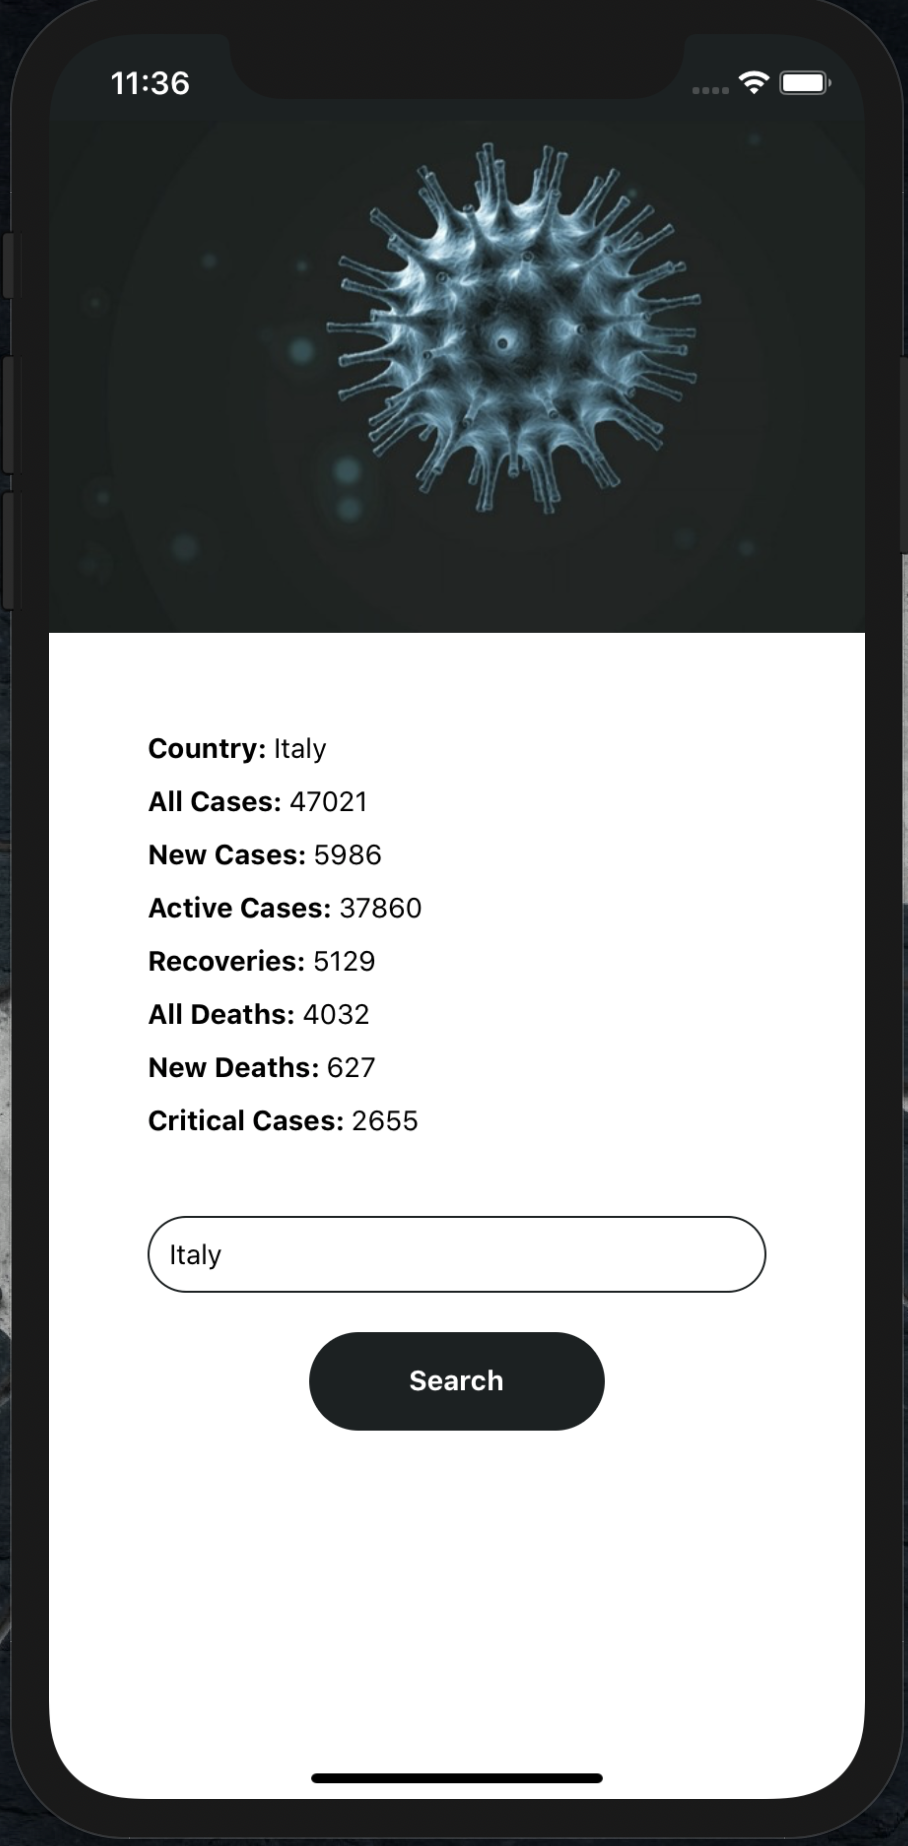 11:36
Country: Italy
All Cases: 47021
New Cases: 5986
Active Cases: 37860
Recoveries: 5129
All Deaths: 4032
New Deaths: 627
Critical Cases: 2655
Italy
Search